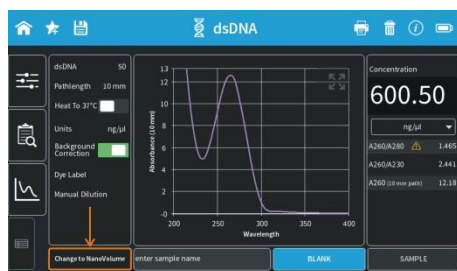 dsDNA
dsDNA 50
Pathlength 10 mm
Heat To 37°C
Units ng/µl
Background
Correction
Dye Label
Manual Dilution
Change to NanoVolume
13
12
10
8
6
4
2
-0
Absorbance (10 mm)
200 250 300 350 400
Wavelength
enter sample name
BLANK
Concentration
600.50
ng/µl
A260/A280 1.465
A260/A230 2.441
A260 (10 mm path) 12.18
SAMPLE